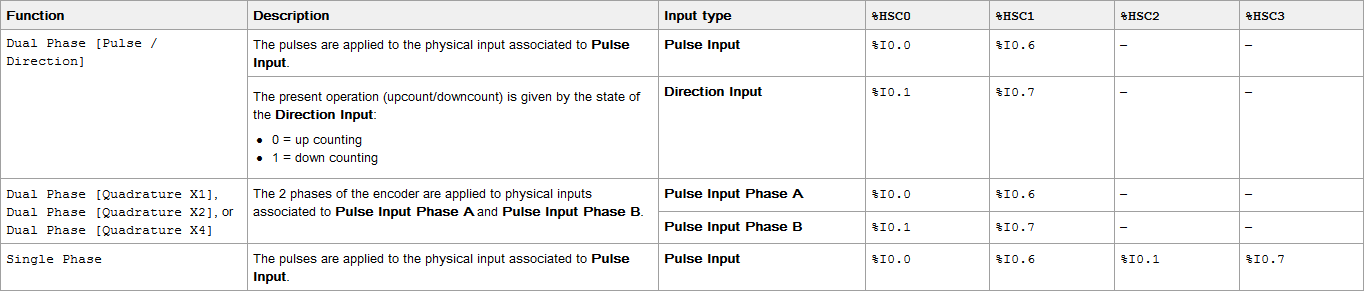 Function Description Input type %HSC0 %HSC1 %HSC2 %HSC3
Dual Phase [Pulse /
Direction]
The pulses are applied to the physical input associated to Pulse
Input.
Pulse Input %I0.0 %I0.6 – –
The present operation (upcount/downcount) is given by the state of
the Direction Input:
• 0 = up counting
• 1 = down counting
Direction Input %I0.1 %I0.7 – –
Dual Phase [Quadrature X1],
Dual Phase [Quadrature X2], or
Dual Phase [Quadrature X4]
The 2 phases of the encoder are applied to physical inputs
associated to Pulse Input Phase A and Pulse Input Phase B.
Pulse Input Phase A %I0.0 %I0.6 – –
Pulse Input Phase B %I0.1 %I0.7 – –
Single Phase
The pulses are applied to the physical input associated to Pulse
Input.
Pulse Input %I0.0 %I0.6 %I0.1 %I0.7